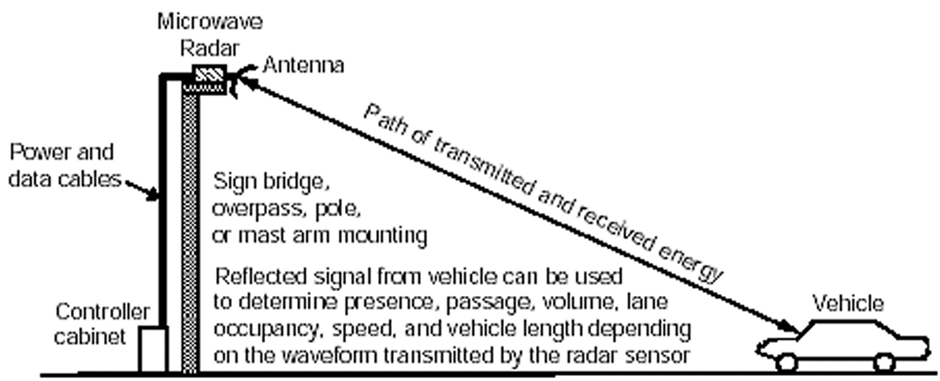 Microwave
Radar
Antenna
Path of transmitted and received energy
Power and
data cables
Sign bridge,
overpass, pole,
or mast arm mounting
Reflected signal from vehicle can be used
to determine presence, passage, volume, lane
occupancy, speed, and vehicle length depending
on the waveform transmitted by the radar sensor
Controller
cabinet
Vehicle